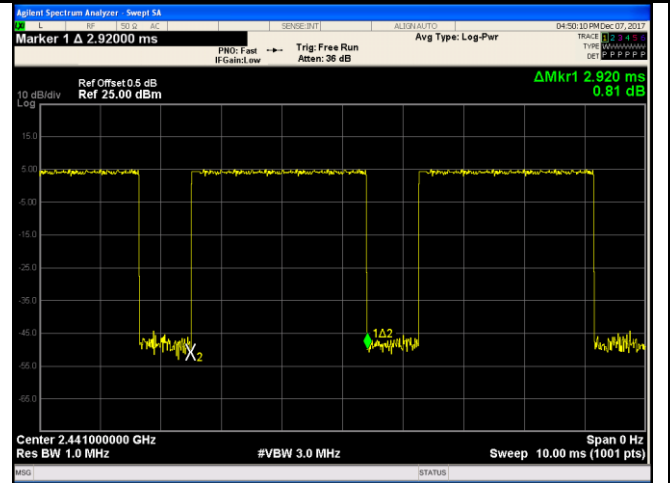 Agilent Spectrum Analyzer - Swept SA
L RF 50 Ω AC SENSE:INT ALIGN AUTO 04:50:10 PM Dec 07, 2017
Marker 1 Δ 2.92000 ms Avg Type: Log-Pwr TRACE 1 2 3 4 5 6
PNO: Fast Trig: Free Run TYPE WWWWWW
IFGain:Low Atten: 36 dB DET P P P P P P
ΔMkr1 2.920 ms
0.81 dB
Ref Offset 0.5 dB
10 dB/div Ref 25.00 dBm
Log
15.0
5.00
-5.00
-15.0
-25.0
-35.0
-45.0
1Δ2
2
-55.0
-65.0
Center 2.441000000 GHz Span 0 Hz
Res BW 1.0 MHz #VBW 3.0 MHz Sweep 10.00 ms (1001 pts)
MSG STATUS